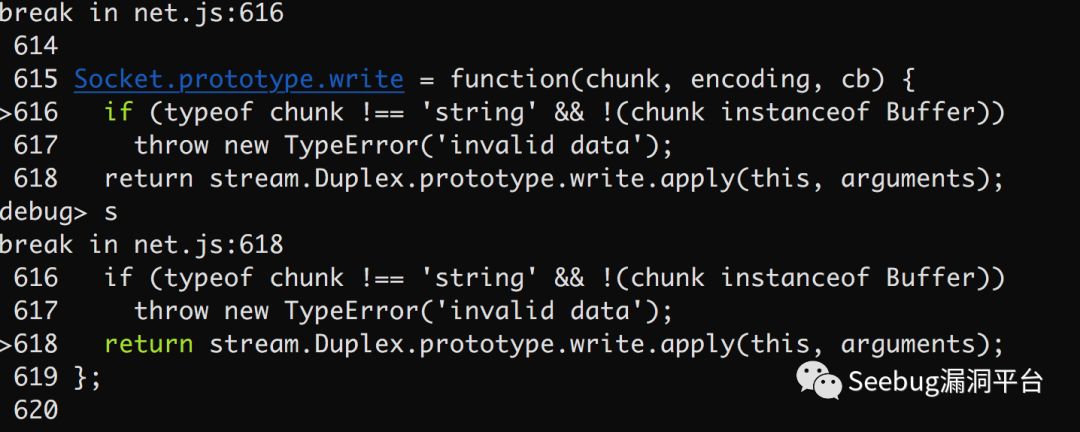 break in net.js:616
 614
 615 Socket.prototype.write = function(chunk, encoding, cb) {
>616   if (typeof chunk !== 'string' && !(chunk instanceof Buffer))
 617     throw new TypeError('invalid data');
 618   return stream.Duplex.prototype.write.apply(this, arguments);
debug> s
break in net.js:618
 616   if (typeof chunk !== 'string' && !(chunk instanceof Buffer))
 617     throw new TypeError('invalid data');
>618   return stream.Duplex.prototype.write.apply(this, arguments);
 619 };
 620
Seebug漏洞平台